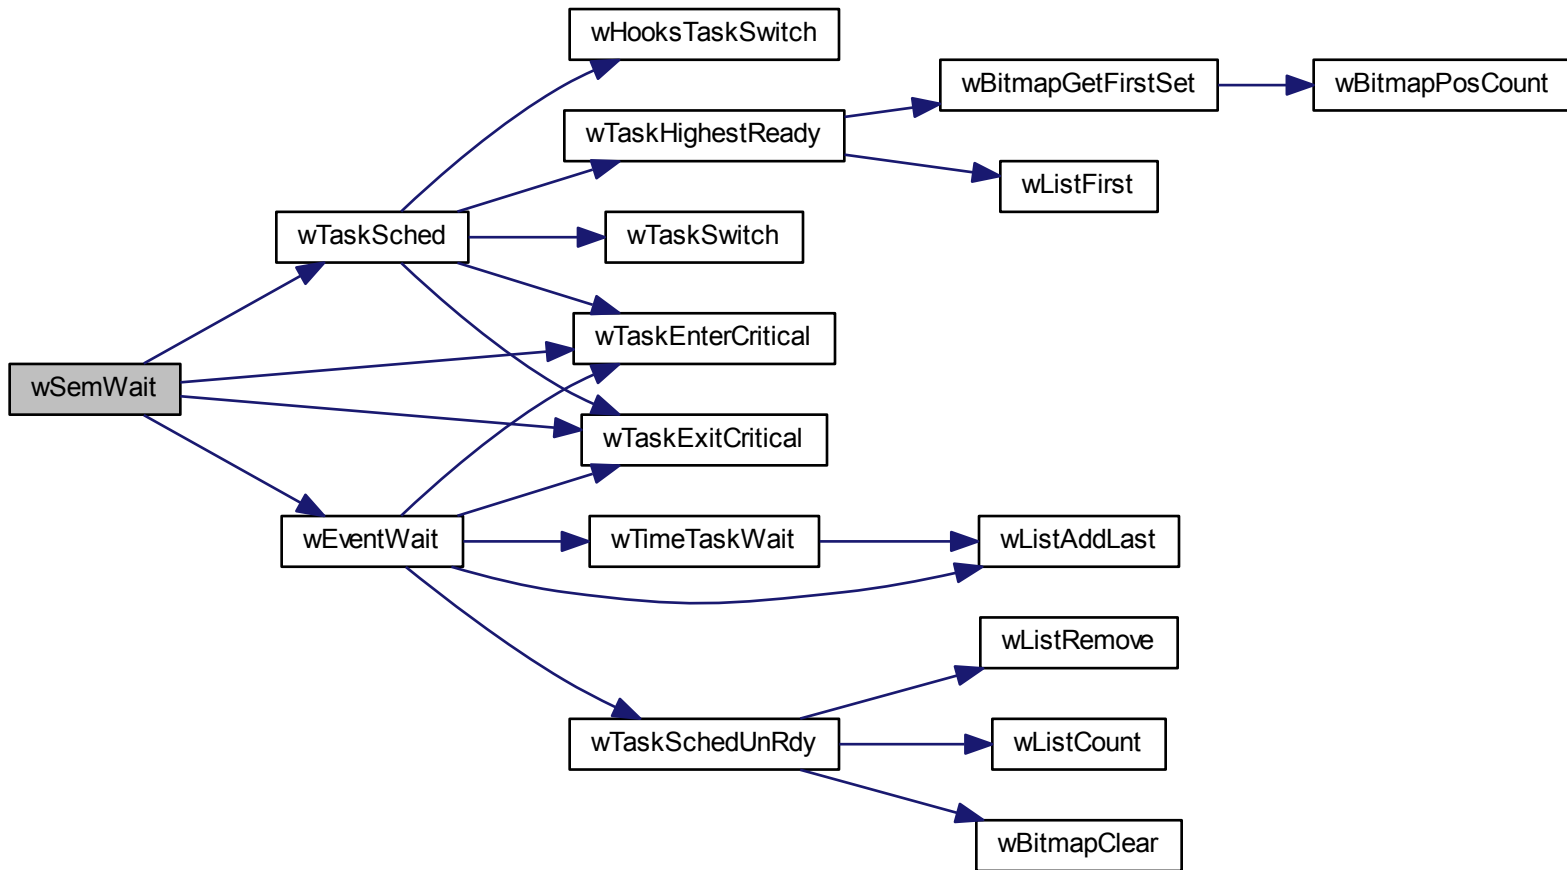 wHooksTaskSwitch
wBitmapGetFirstSet
wBitmapPosCount
wTaskHighestReady
wListFirst
wTaskSched
wTaskSwitch
wTaskEnterCritical
wSemWait
wTaskExitCritical
wEventWait
wTimeTaskWait
wListAddLast
wListRemove
wTaskSchedUnRdy
wListCount
wBitmapClear